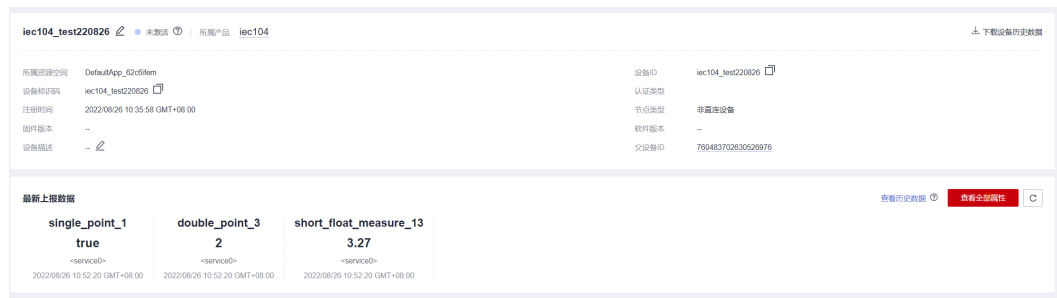 iec104_test220826 未激活 所属产品 iec104 下载设备历史数据
所属资源空间 DefaultApp_62c6ifem 设备ID iec104_test220826
设备标识码 iec104_test220826 认证类型
注册时间 2022/08/26 10:35:58 GMT+08:00 节点类型 非直连设备
固件版本 -- 软件版本 --
设备描述 -- 父设备ID 760483702630526976
最新上报数据 查看历史数据 查看全部属性
single_point_1 double_point_3 short_float_measure_13
true 2 3.27
<service0> <service0> <service0>
2022/08/26 10:52:20 GMT+08:00 2022/08/26 10:52:20 GMT+08:00 2022/08/26 10:52:20 GMT+08:00